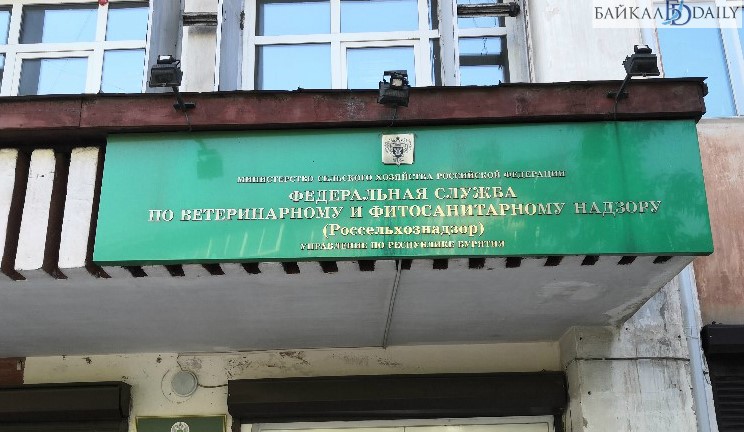 БАЙКАЛ DAILY
МИНИСТЕРСТВО СЕЛЬСКОГО ХОЗЯЙСТВА РОССИЙСКОЙ ФЕДЕРАЦИИ
ФЕДЕРАЛЬНАЯ СЛУЖБА
ПО ВЕТЕРИНАРНОМУ И ФИТОСАНИТАРНОМУ НАДЗОРУ
(Россельхознадзор)
УПРАВЛЕНИЕ ПО РЕСПУБЛИКЕ БУРЯТИЯ